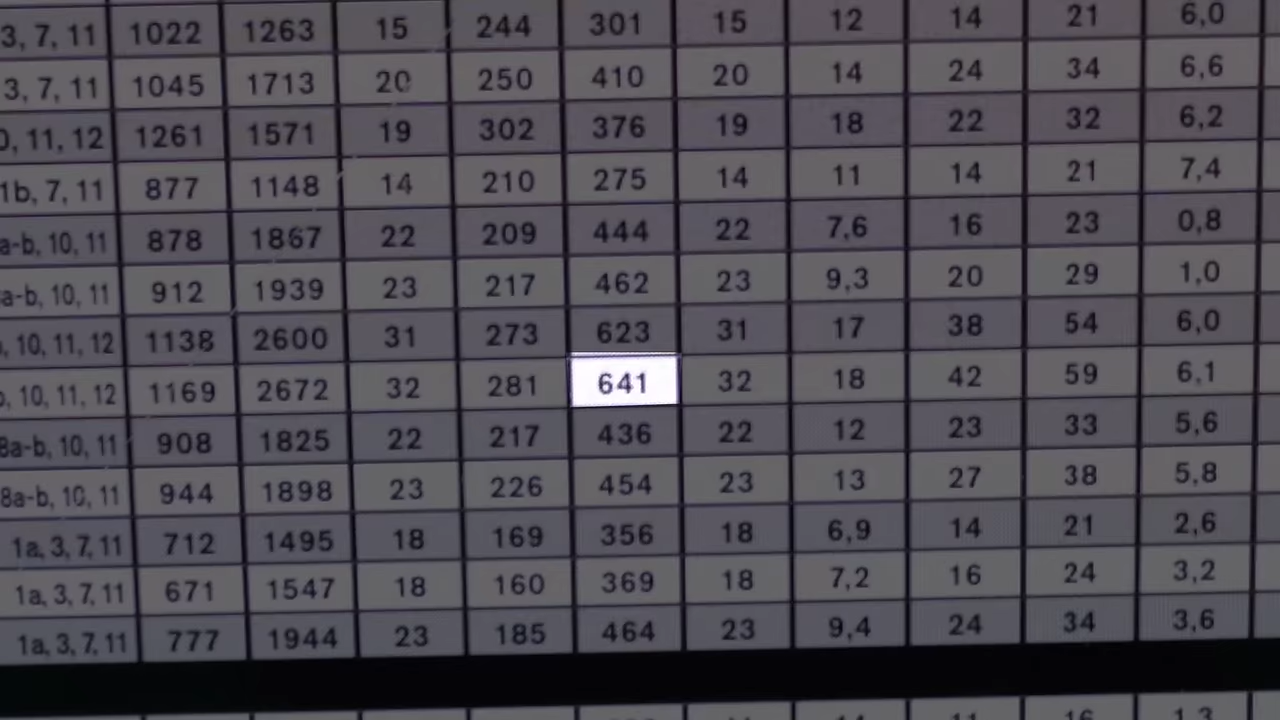 3, 7, 11 1022 1263 15 244 301 15 12 14 21 6,0
3, 7, 11 1045 1713 20 250 410 20 14 24 34 6,6
11, 12 1261 1571 19 302 376 19 18 22 32 6,2
1b, 7, 11 877 1148 14 210 275 14 11 14 21 7,4
a-b, 10, 11 878 1867 22 209 444 22 7,6 16 23 0,8
a-b, 10, 11 912 1939 23 217 462 23 9,3 20 29 1,0
10, 11, 12 1138 2600 31 273 623 31 17 38 54 6,0
10, 11, 12 1169 2672 32 281 641 32 18 42 59 6,1
8a-b, 10, 11 908 1825 22 217 436 22 12 23 33 5,6
8a-b, 10, 11 944 1898 23 226 454 23 13 27 38 5,8
1a, 3, 7, 11 712 1495 18 169 356 18 6,9 14 21 2,6
1a, 3, 7, 11 671 1547 18 160 369 18 7,2 16 24 3,2
1a, 3, 7, 11 777 1944 23 185 464 23 9,4 24 34 3,6